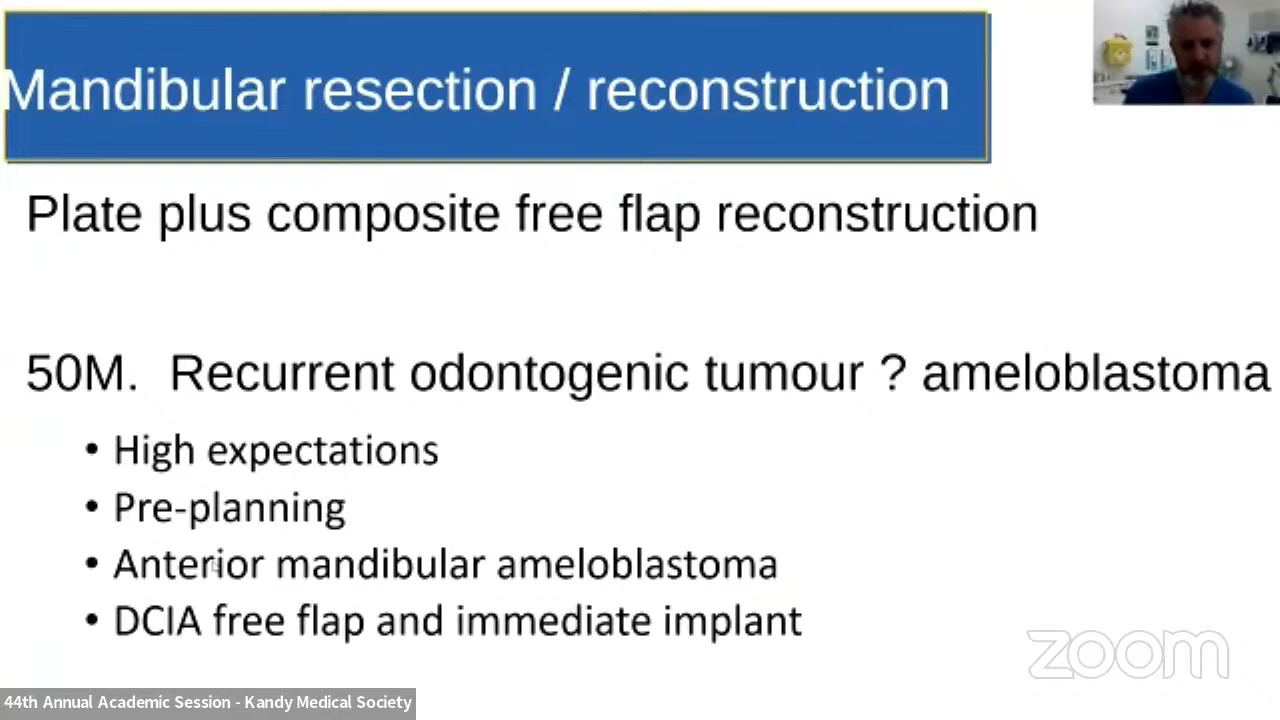 Mandibular resection / reconstruction
Plate plus composite free flap reconstruction
50M. Recurrent odontogenic tumour ? ameloblastoma
• High expectations
• Pre-planning
• Anterior mandibular ameloblastoma
• DCIA free flap and immediate implant
zoom
44th Annual Academic Session - Kandy Medical Society